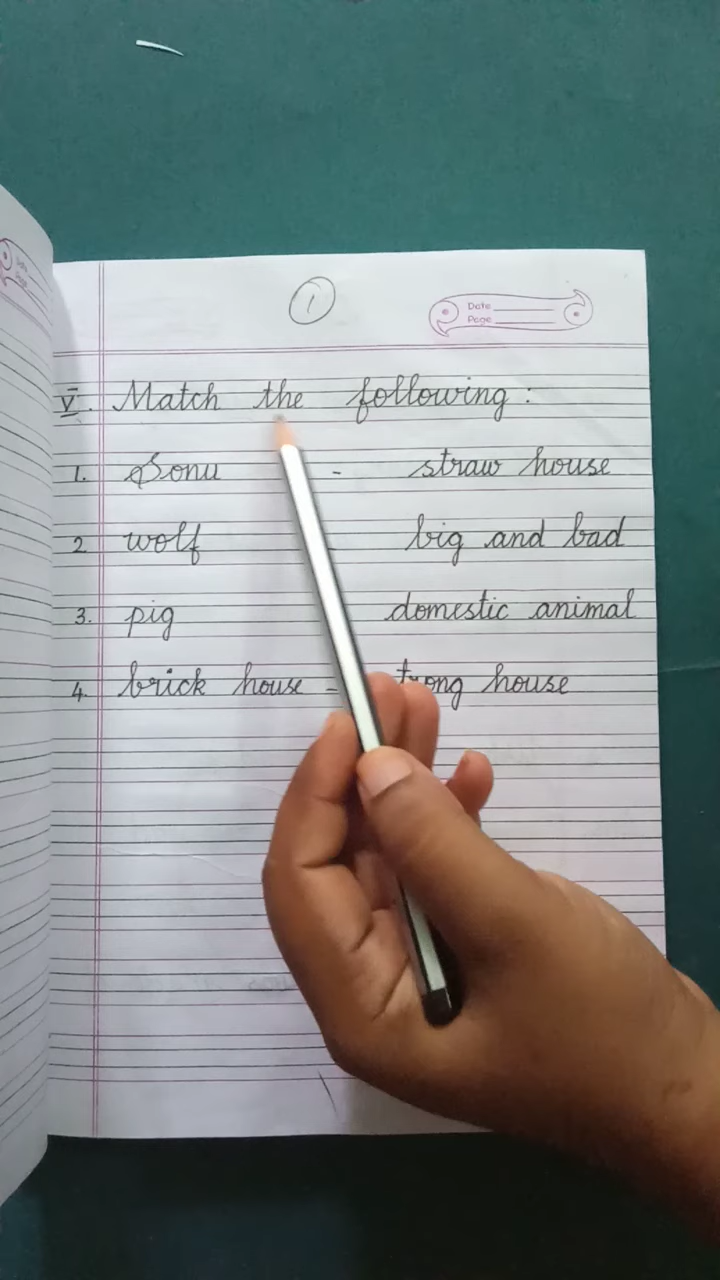 1
Date
Page
V. Match the following :
1. Sonu - straw house
2 wolf - big and bad
3. pig domestic animal
4. brick house - trong house